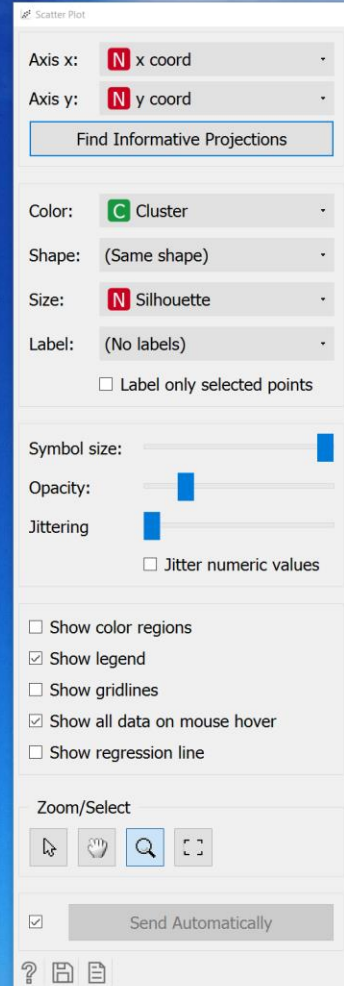 Scatter Plot
Axis x: N x coord
Axis y: N y coord
Find Informative Projections
Color: C Cluster
Shape: (Same shape)
Size: N Silhouette
Label: (No labels)
Label only selected points
Symbol size:
Opacity:
Jittering
Jitter numeric values
Show color regions
Show legend
Show gridlines
Show all data on mouse hover
Show regression line
Zoom/Select
Send Automatically
?